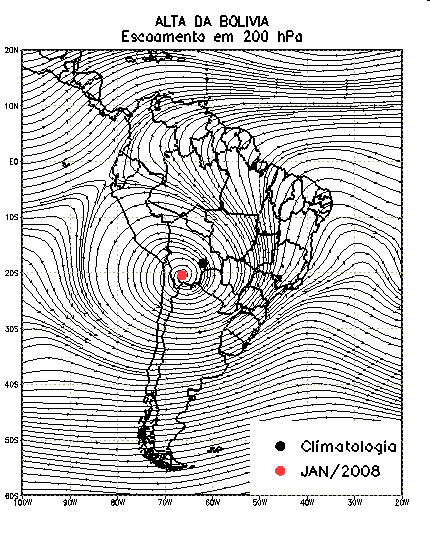 ALTA DA BOLIVIA
Escoamento em 200 hPa
20N
10N
EQ
10S
20S
30S
40S
50S
60S
100W 90W 80W 70W 60W 50W 40W 30W 20W
Climatologia
JAN/2008